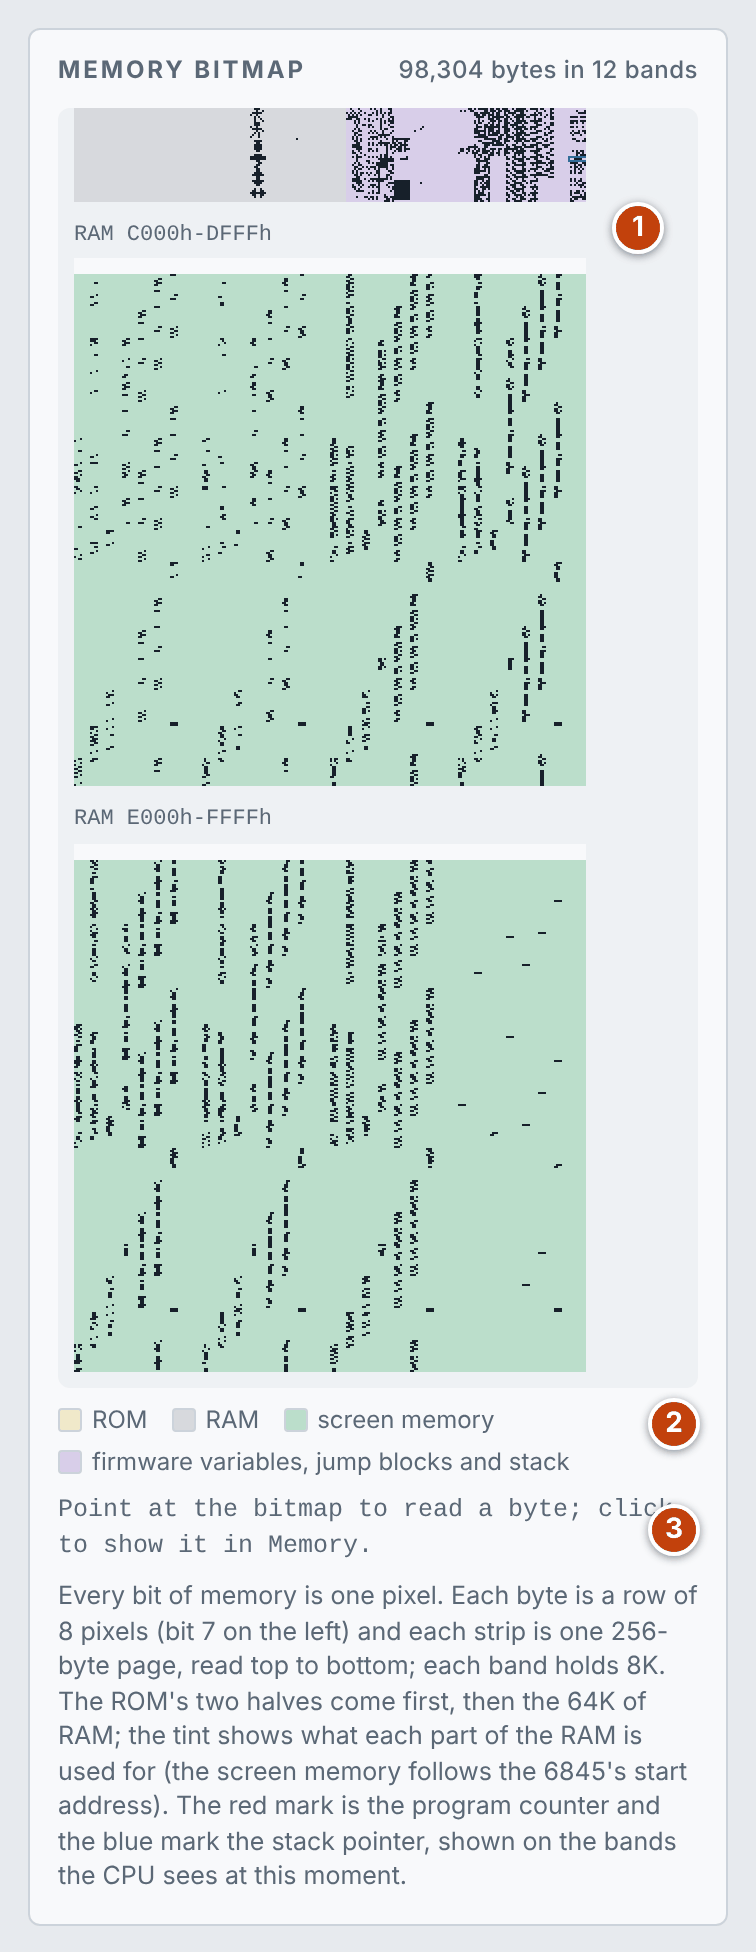 MEMORY BITMAP 98,304 bytes in 12 bands
1
RAM C000h-DFFFh
RAM E000h-FFFFh
ROM RAM screen memory
2
firmware variables, jump blocks and stack
Point at the bitmap to read a byte; click
3
to show it in Memory.
Every bit of memory is one pixel. Each byte is a row of
8 pixels (bit 7 on the left) and each strip is one 256-
byte page, read top to bottom; each band holds 8K.
The ROM's two halves come first, then the 64K of
RAM; the tint shows what each part of the RAM is
used for (the screen memory follows the 6845's start
address). The red mark is the program counter and
the blue mark the stack pointer, shown on the bands
the CPU sees at this moment.